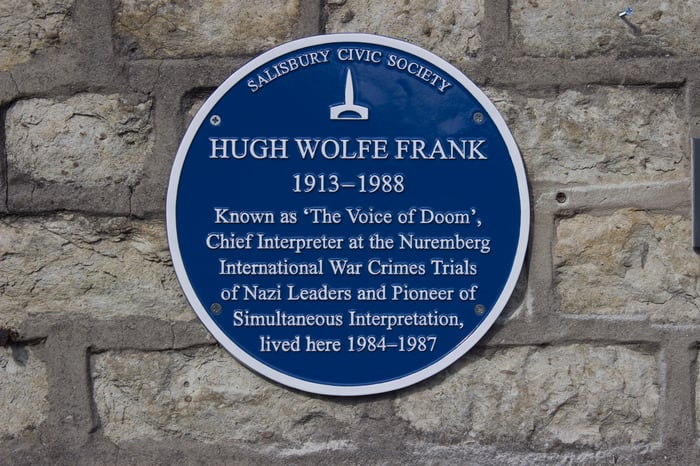 SALISBURY CIVIC SOCIETY
HUGH WOLFE FRANK
1913–1988
Known as ‘The Voice of Doom’,
Chief Interpreter at the Nuremberg
International War Crimes Trials
of Nazi Leaders and Pioneer of
Simultaneous Interpretation,
lived here 1984–1987